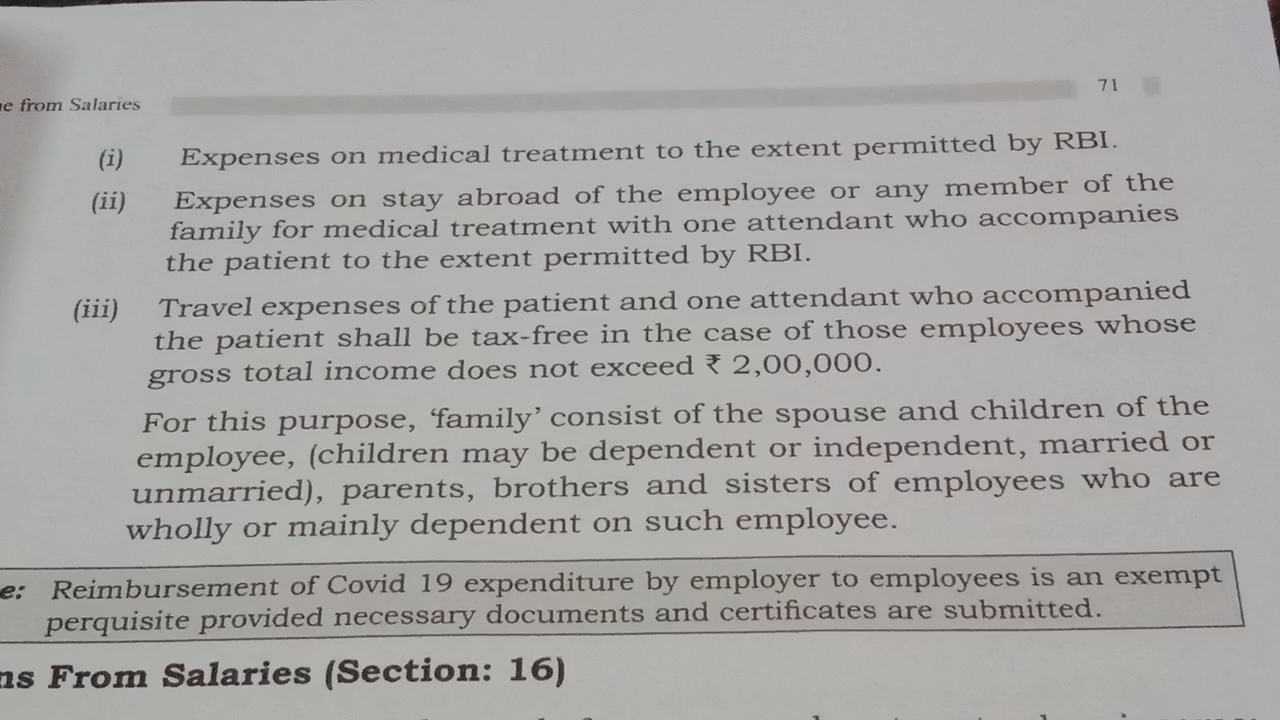 e from Salaries 71
(i) Expenses on medical treatment to the extent permitted by RBI.
(ii) Expenses on stay abroad of the employee or any member of the
family for medical treatment with one attendant who accompanies
the patient to the extent permitted by RBI.
(iii) Travel expenses of the patient and one attendant who accompanied
the patient shall be tax-free in the case of those employees whose
gross total income does not exceed ₹ 2,00,000.
For this purpose, ‘family’ consist of the spouse and children of the
employee, (children may be dependent or independent, married or
unmarried), parents, brothers and sisters of employees who are
wholly or mainly dependent on such employee.
e: Reimbursement of Covid 19 expenditure by employer to employees is an exempt
perquisite provided necessary documents and certificates are submitted.
ns From Salaries (Section: 16)